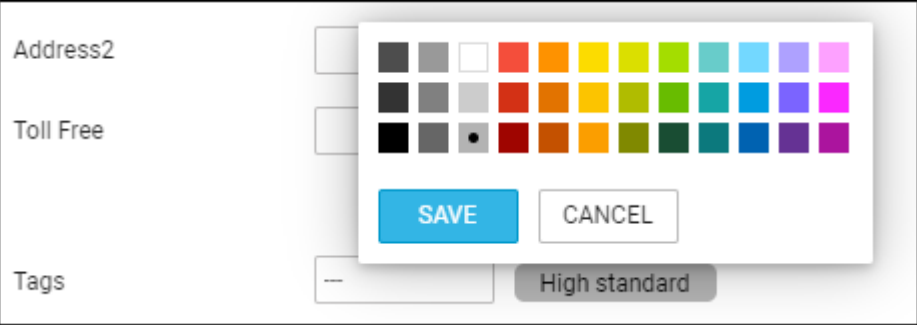 Address2
Toll Free
SAVE CANCEL
Tags --- High standard